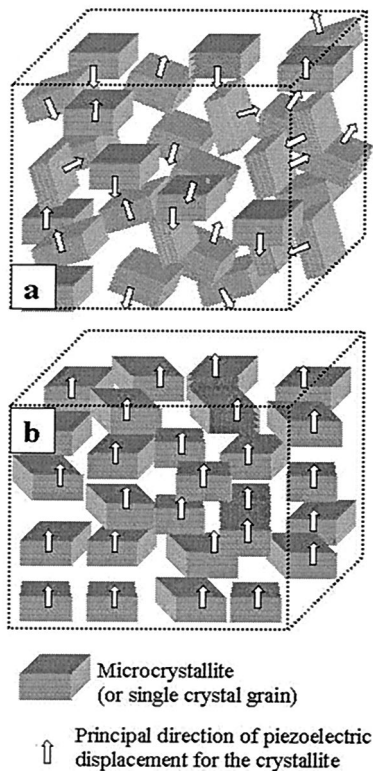 a
b
Microcrystallite
(or single crystal grain)
Principal direction of piezoelectric
displacement for the crystallite